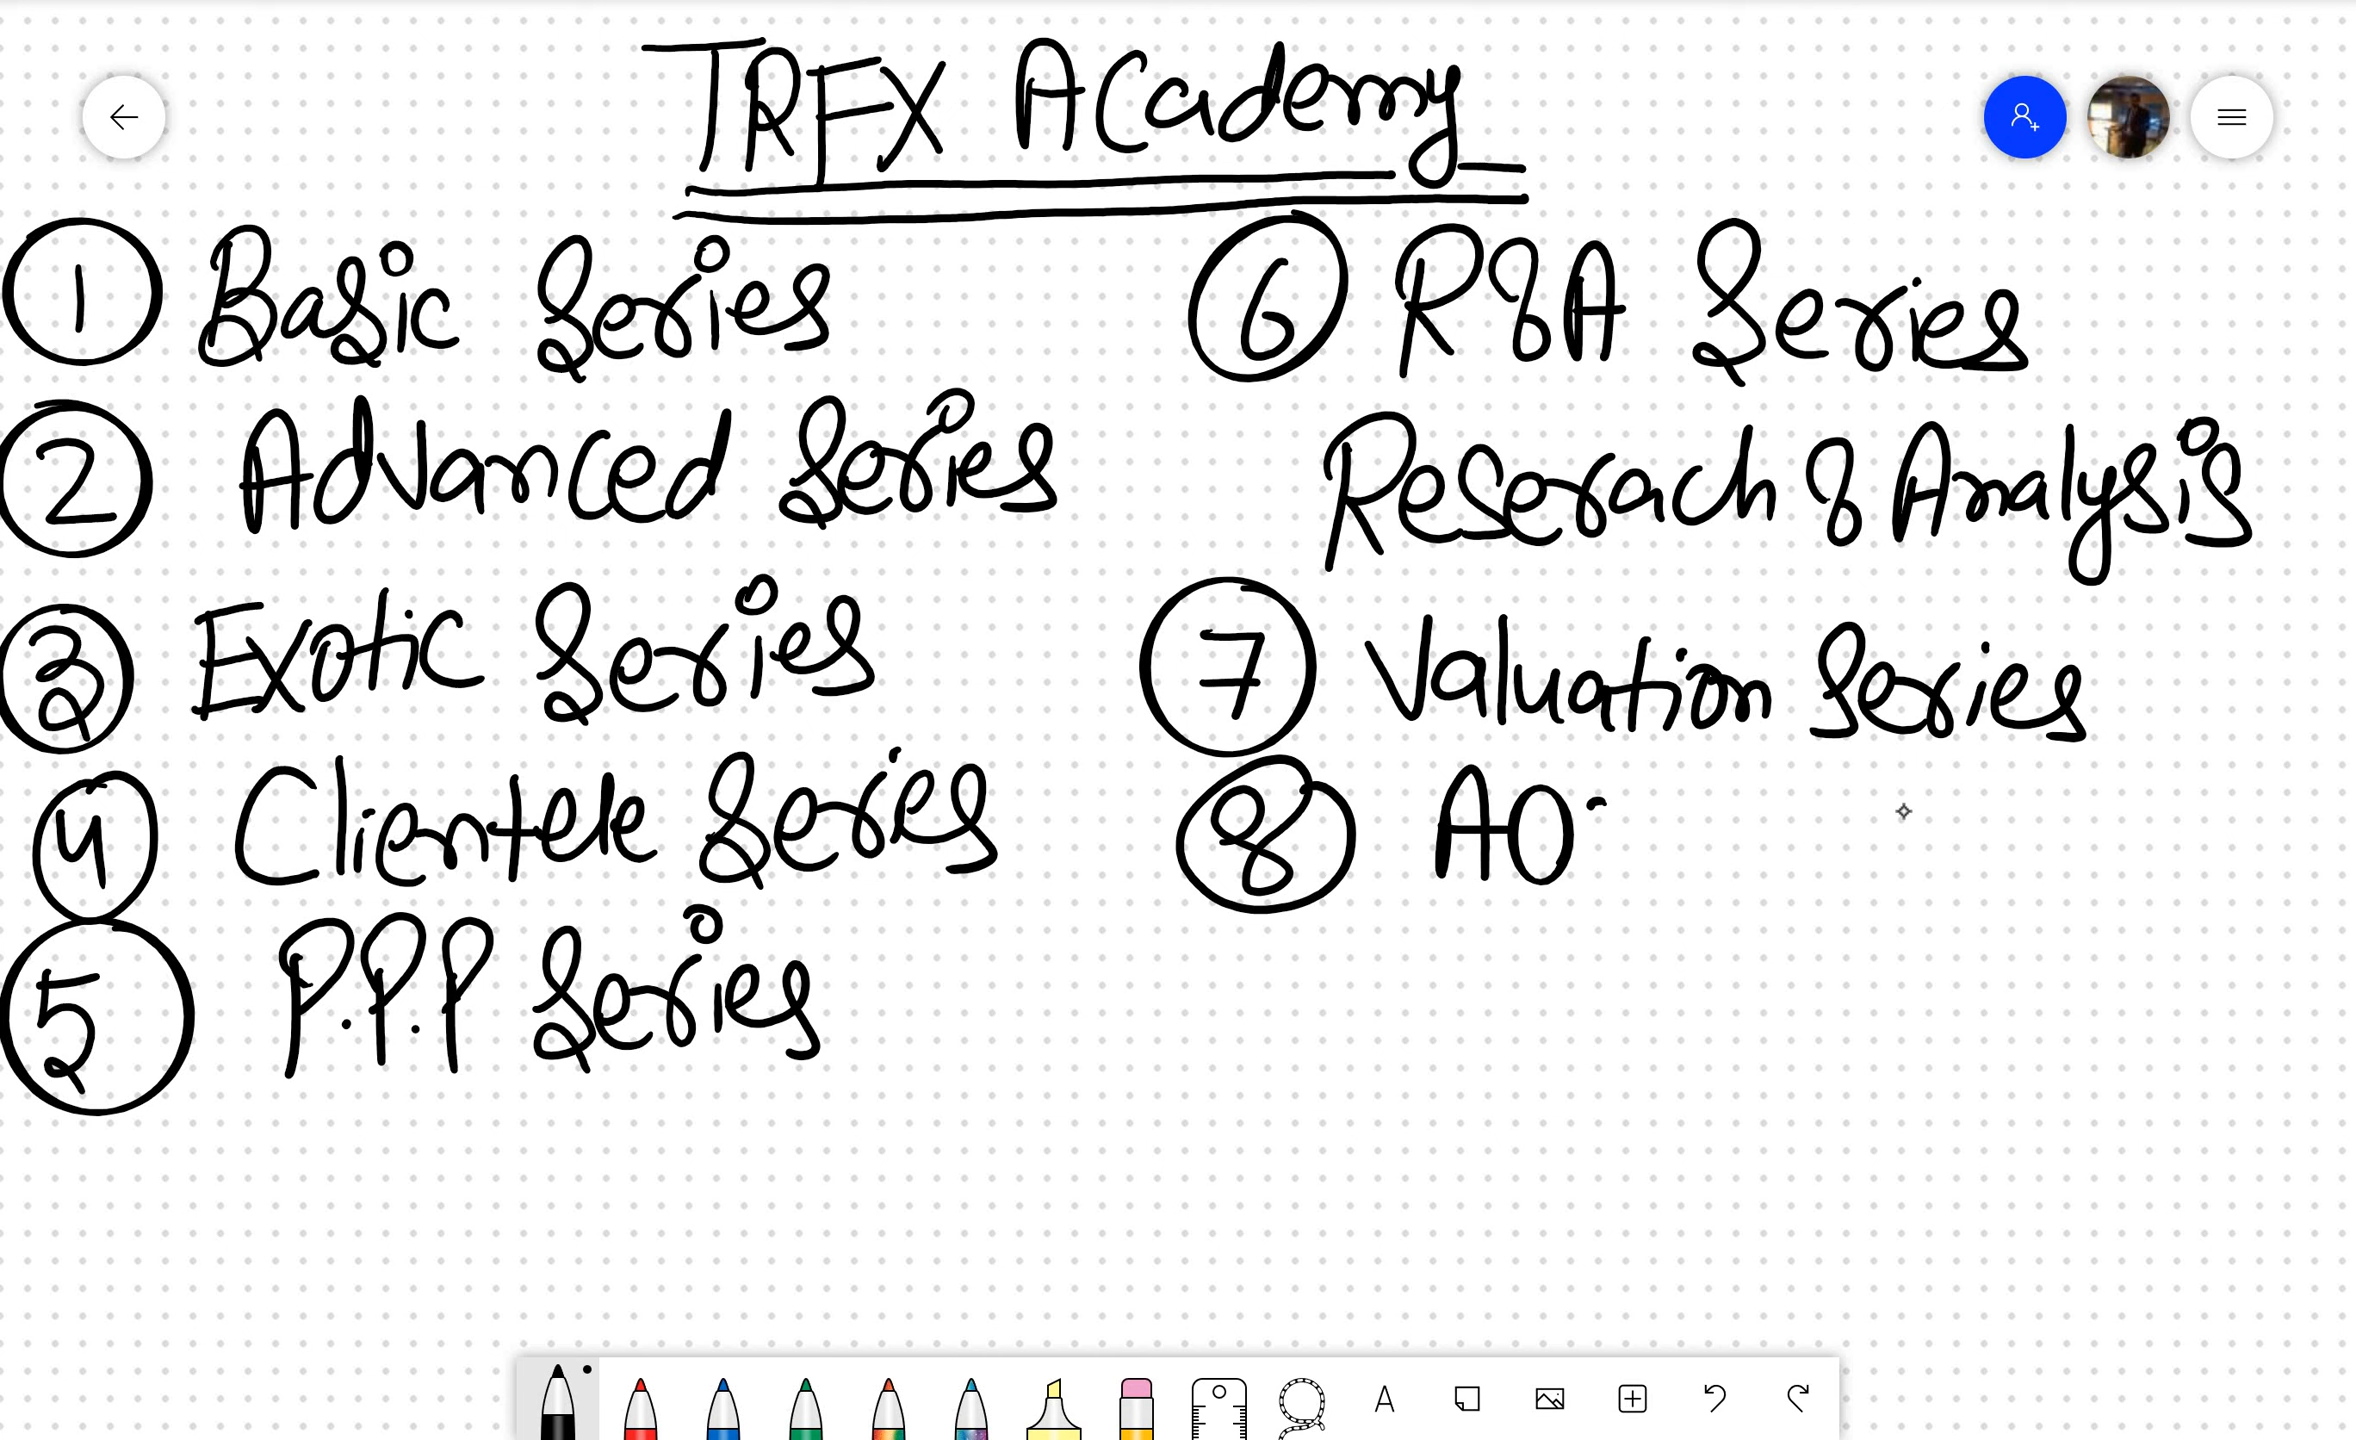 TRFX Academy
1 Basic Series
2 Advanced Series
3 Exotic Series
4 Clientele Series
5 P.P.P Series
6 R&A Series
Reserach & Analysis
7 Valuation Series
8 AO